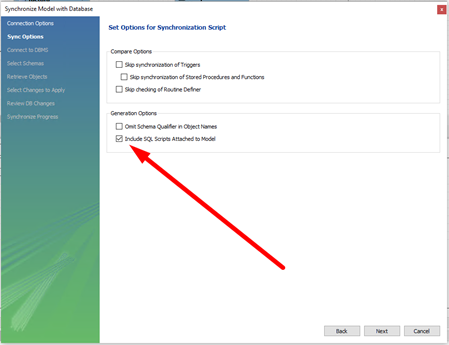 Synchronize Model with Database
Connection Options
Sync Options
Connect to DBMS
Select Schemas
Retrieve Objects
Select Changes to Apply
Review DB Changes
Synchronize Progress
Set Options for Synchronization Script
Compare Options
Skip synchronization of Triggers
Skip synchronization of Stored Procedures and Functions
Skip checking of Routine Definer
Generation Options
Omit Schema Qualifier in Object Names
Include SQL Scripts Attached to Model
Back
Next
Cancel